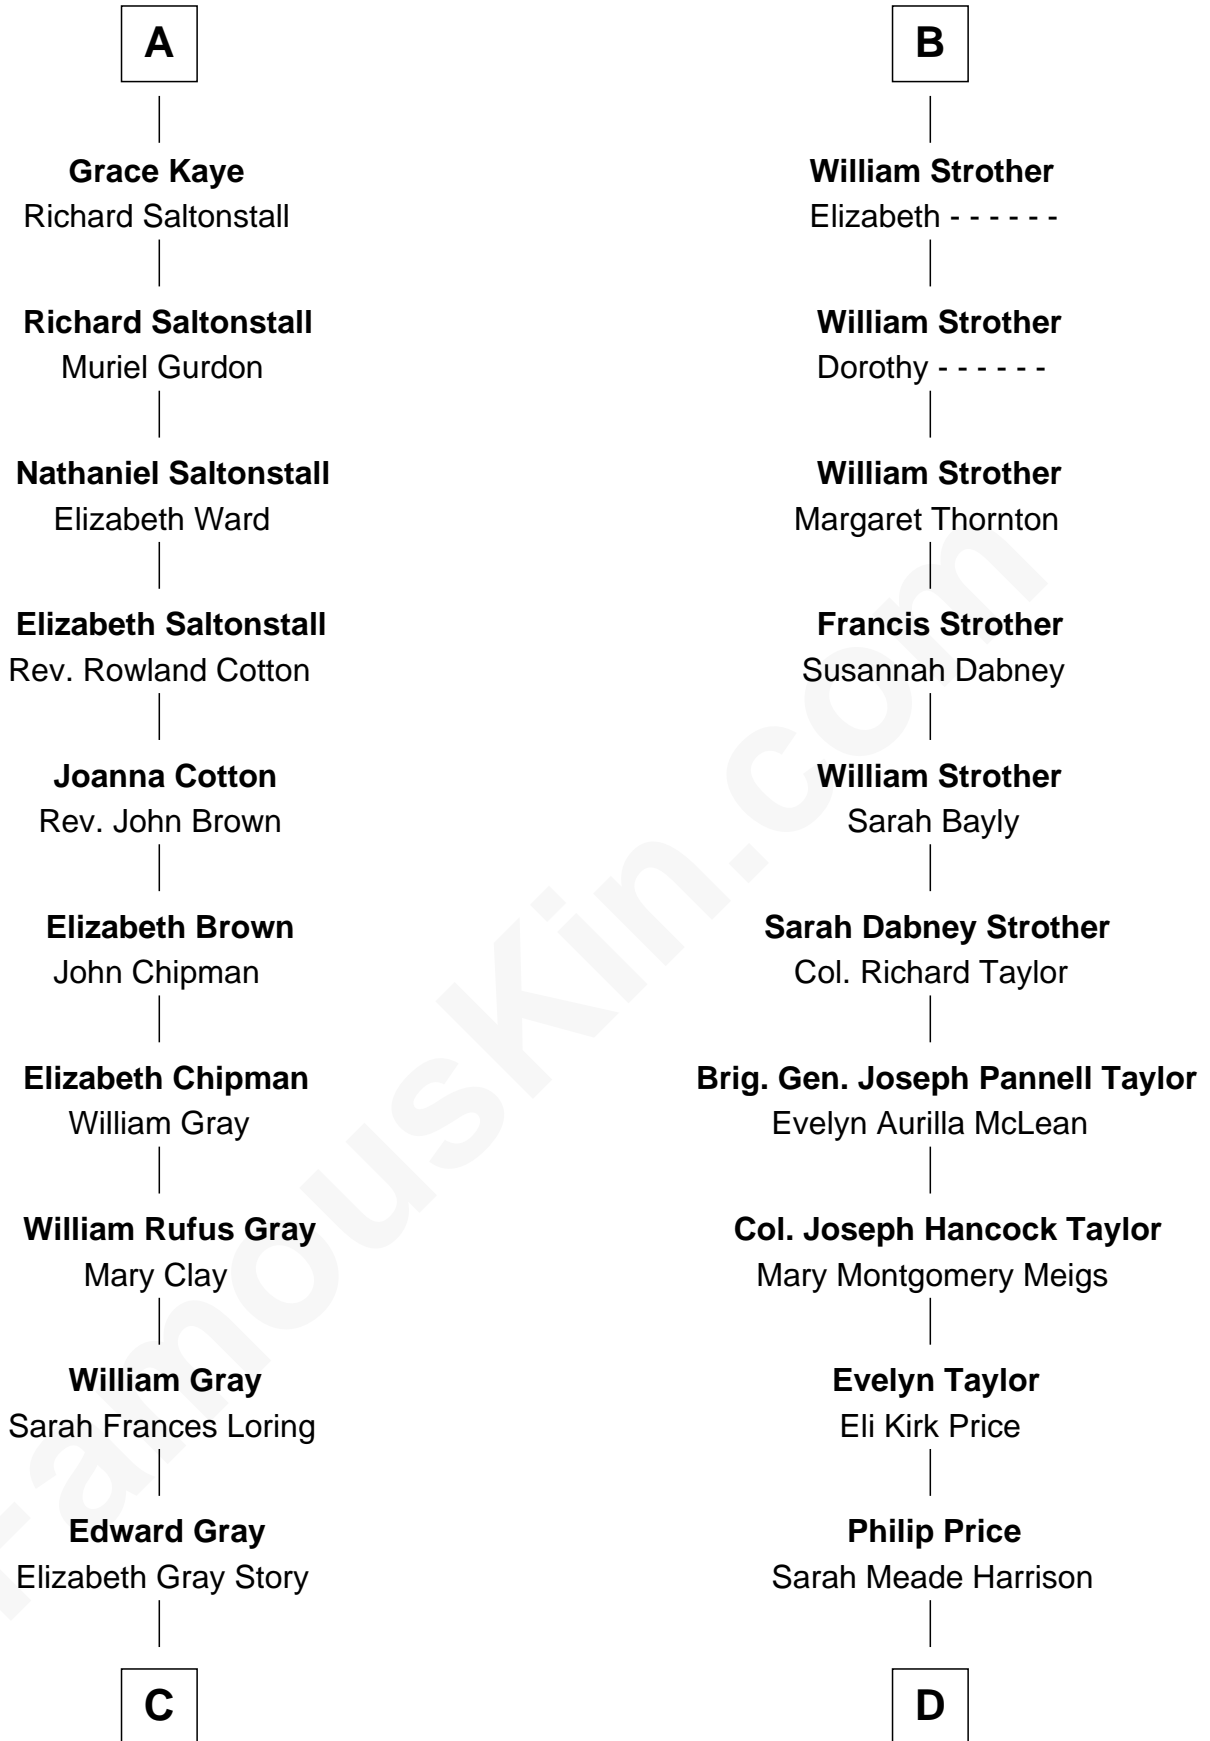 A
Grace Kaye
Richard Saltonstall
Richard Saltonstall
Muriel Gurdon
Nathaniel Saltonstall
Elizabeth Ward
Elizabeth Saltonstall
Rev. Rowland Cotton
Joanna Cotton
Rev. John Brown
Elizabeth Brown
John Chipman
Elizabeth Chipman
William Gray
William Rufus Gray
Mary Clay
William Gray
Sarah Frances Loring
Edward Gray
Elizabeth Gray Story
C
B
William Strother
Elizabeth - - - - - -
William Strother
Dorothy - - - - - -
William Strother
Margaret Thornton
Francis Strother
Susannah Dabney
William Strother
Sarah Bayly
Sarah Dabney Strother
Col. Richard Taylor
Brig. Gen. Joseph Pannell Taylor
Evelyn Aurilla McLean
Col. Joseph Hancock Taylor
Mary Montgomery Meigs
Evelyn Taylor
Eli Kirk Price
Philip Price
Sarah Meade Harrison
D
FamousKin.com